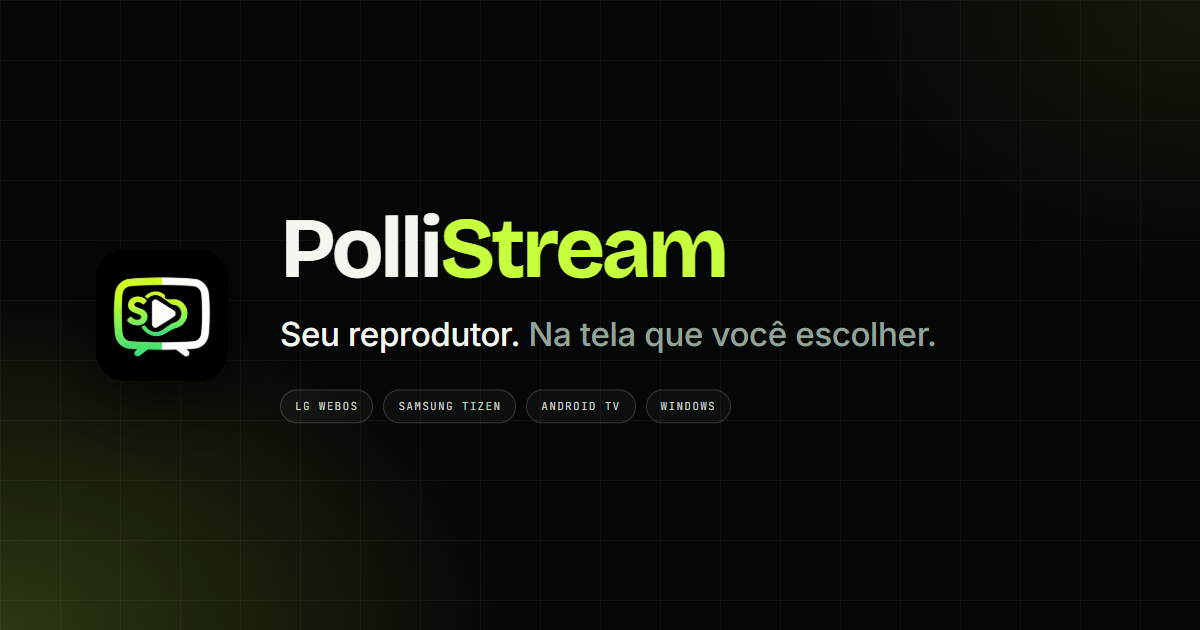 PolliStream
S
Seu reprodutor. Na tela que você escolher.
LG WEBOS
SAMSUNG TIZEN
ANDROID TV
WINDOWS